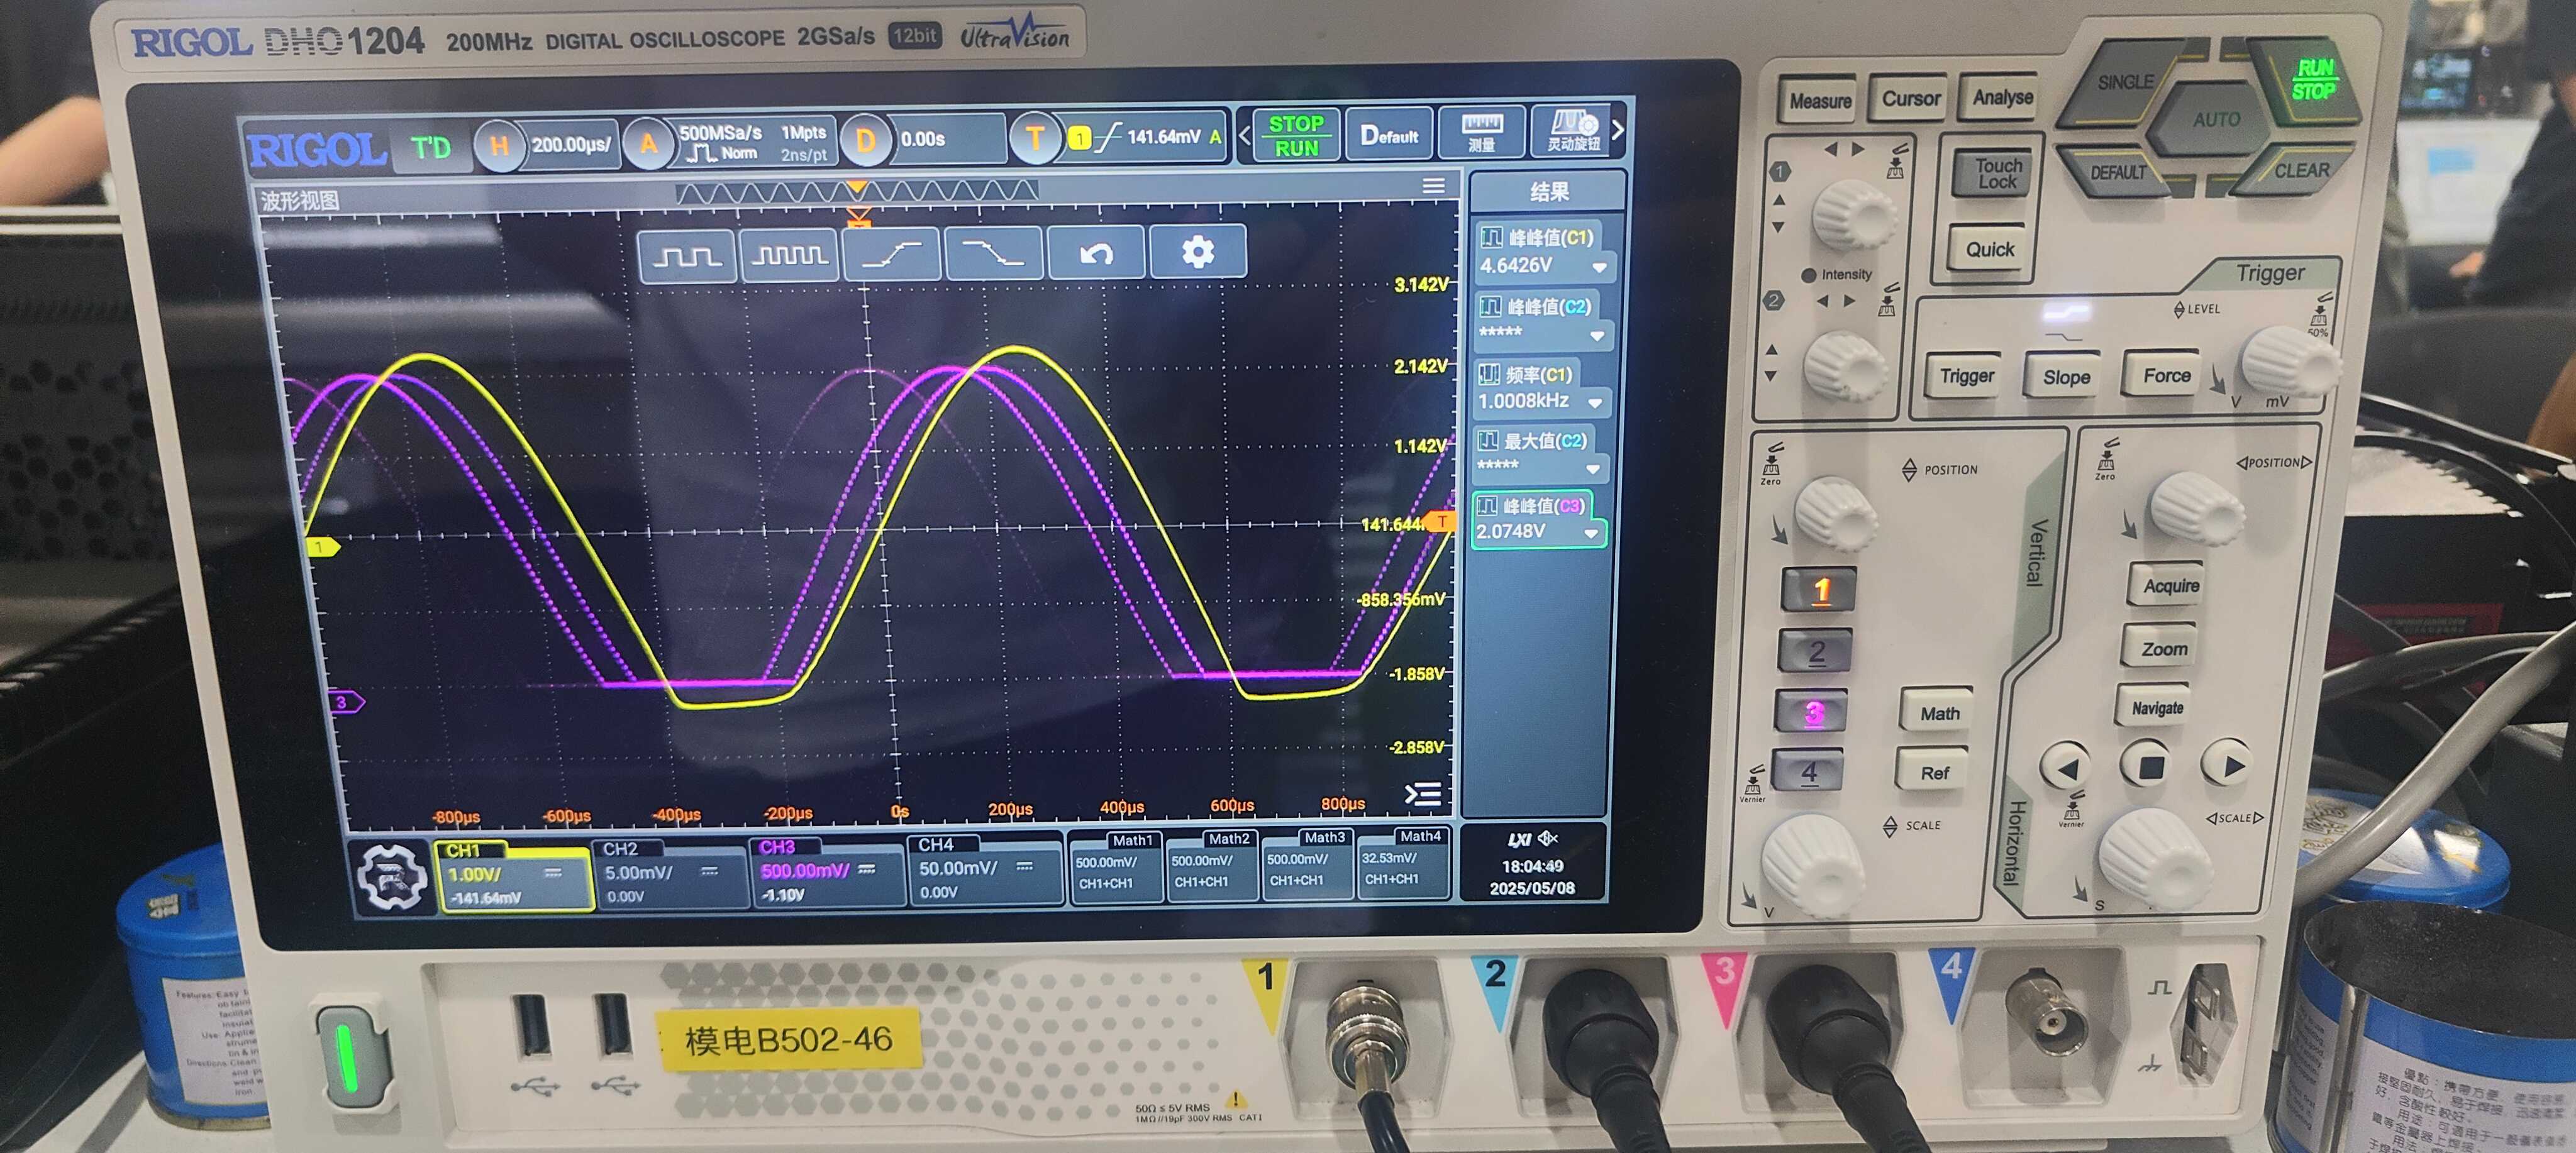 RIGOL DHO1204 200MHz DIGITAL OSCILLOSCOPE 2GSa/s 12bit UltraVision
RIGOL T'D H 200.00µs/ A 500MSa/s 1Mpts D 0.00s T 1 141.64mV A STOP Default 测量 灵动旋钮
Norm 2ns/pt RUN
波形视图
结果
峰峰值(C1)
4.6426V
峰峰值(C2)
*****
频率(C1)
1.0008kHz
最大值(C2)
*****
峰峰值(C3)
2.0748V
3.142V
2.142V
1.142V
141.644
T
-858.356mV
-1.858V
-2.858V
1
3
-800µs -600µs -400µs -200µs 0s 200µs 400µs 600µs 800µs
CH1
1.00V/
-141.64mV
CH2
5.00mV/
0.00V
CH3
500.00mV/
-1.10V
CH4
50.00mV/
0.00V
Math1
500.00mV/
CH1+CH1
Math2
500.00mV/
CH1+CH1
Math3
500.00mV/
CH1+CH1
Math4
32.53mV/
CH1+CH1
LXI
18:04:49
2025/05/08
Measure Cursor Analyse
SINGLE
RUN
STOP
AUTO
DEFAULT
CLEAR
1
Intensity
2
Touch
Lock
Quick
Trigger
LEVEL
50%
Trigger Slope Force
V mV
Zero
POSITION
Vertical
1
2
3
4
Math
Ref
Vernier
SCALE
V
Zero
POSITION
Acquire
Zoom
Navigate
Horizontal
Vernier
SCALE
S
1 2 3 4
模电B502-46
50Ω ≤ 5V RMS
1MΩ//19pF 300V RMS CAT I